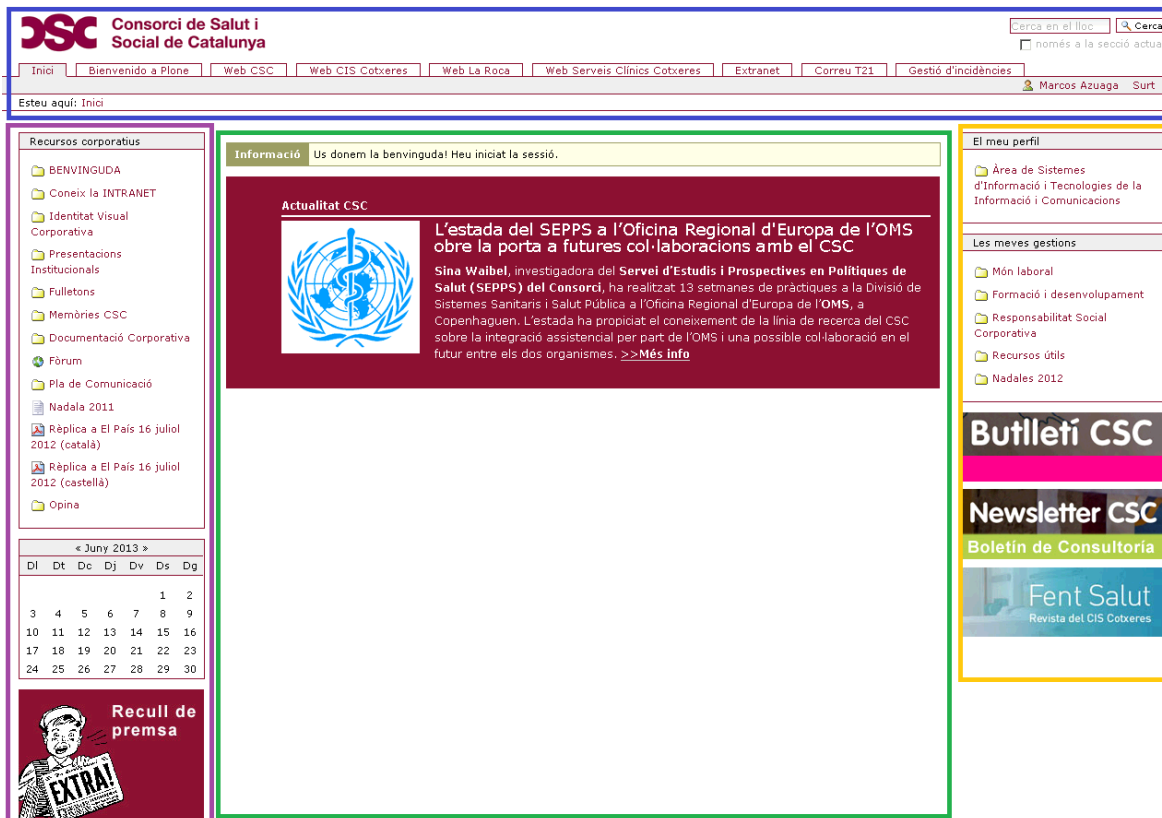 CSC Consorci de Salut i
Social de Catalunya
Cerca en el lloc
Cerca
només a la secció actua
Inici
Bienvenido a Plone
Web CSC
Web CIS Cotxeres
Web La Roca
Web Serveis Clínics Cotxeres
Extranet
Correu T21
Gestió d'incidències
Marcos Azuaga Surt
Esteu aquí: Inici
Recursos corporatius
BENVINGUDA
Coneix la INTRANET
Identitat Visual
Corporativa
Presentacions
Institucionals
Fulletons
Memòries CSC
Documentació Corporativa
Fòrum
Pla de Comunicació
Nadala 2011
Rèplica a El País 16 juliol
2012 (català)
Rèplica a El País 16 juliol
2012 (castellà)
Opina
« Juny 2013 »
Dl Dt Dc Dj Dv Ds Dg
1 2
3 4 5 6 7 8 9
10 11 12 13 14 15 16
17 18 19 20 21 22 23
24 25 26 27 28 29 30
Recull de
premsa
EXTRA!
Informació Us donem la benvinguda! Heu iniciat la sessió.
Actualitat CSC
L'estada del SEPPS a l'Oficina Regional d'Europa de l'OMS
obre la porta a futures col·laboracions amb el CSC
Sina Waibel, investigadora del Servei d'Estudis i Prospectives en Polítiques de
Salut (SEPPS) del Consorci, ha realitzat 13 setmanes de pràctiques a la Divisió de
Sistemes Sanitaris i Salut Pública a l'Oficina Regional d'Europa de l'OMS, a
Copenhaguen. L'estada ha propiciat el coneixement de la línia de recerca del CSC
sobre la integració assistencial per part de l'OMS i una possible col·laboració en el
futur entre els dos organismes. >>Més info
El meu perfil
Àrea de Sistemes
d'Informació i Tecnologies de la
Informació i Comunicacions
Les meves gestions
Món laboral
Formació i desenvolupament
Responsabilitat Social
Corporativa
Recursos útils
Nadales 2012
Butlletí CSC
Newsletter CSC
Boletín de Consultoría
Fent Salut
Revista del CIS Cotxeres